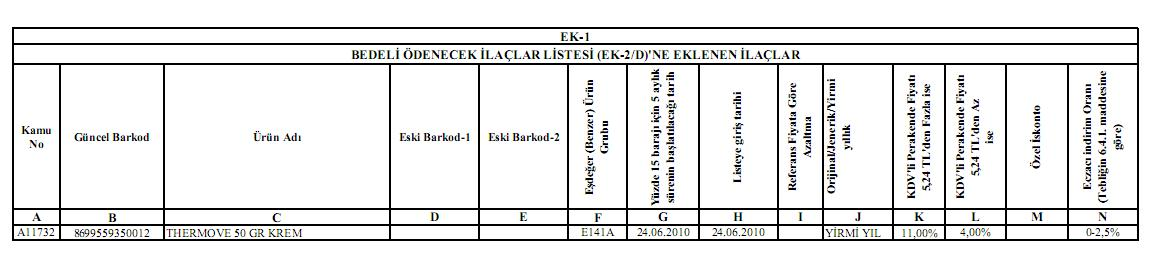 EK-1
BEDELİ ÖDENECEK İLAÇLAR LİSTESİ (EK-2/D)'NE EKLENEN İLAÇLAR
Kamu No
Güncel Barkod
Ürün Adı
Eski Barkod-1
Eski Barkod-2
Eşdeğer (Benzer) Ürün
Grubu
Yüzde 15 barajı için 5 aylık
sürenin başlatılacağı tarih
Listeye giriş tarihi
Referans Fiyata Göre
Azaltma
Orijinal/Jenerik/Yirmi
yıllık
KDV'li Perakende Fiyatı
5,24 TL'den Fazla ise
KDV'li Perakende Fiyatı
5,24 TL'den Az
ise
Özel İskonto
Eczacı indirim Oranı
(Tebliğin 6.4.1. maddesine
göre)
A B C D E F G H I J K L M N
A11732 8699559350012 THERMOVE 50 GR KREM E141A 24.06.2010 24.06.2010 YİRMİ YIL 11,00% 4,00% 0-2,5%